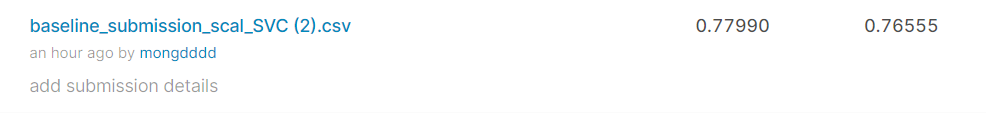 baseline_submission_scal_SVC (2).csv 0.77990 0.76555
an hour ago by mongdddd
add submission details